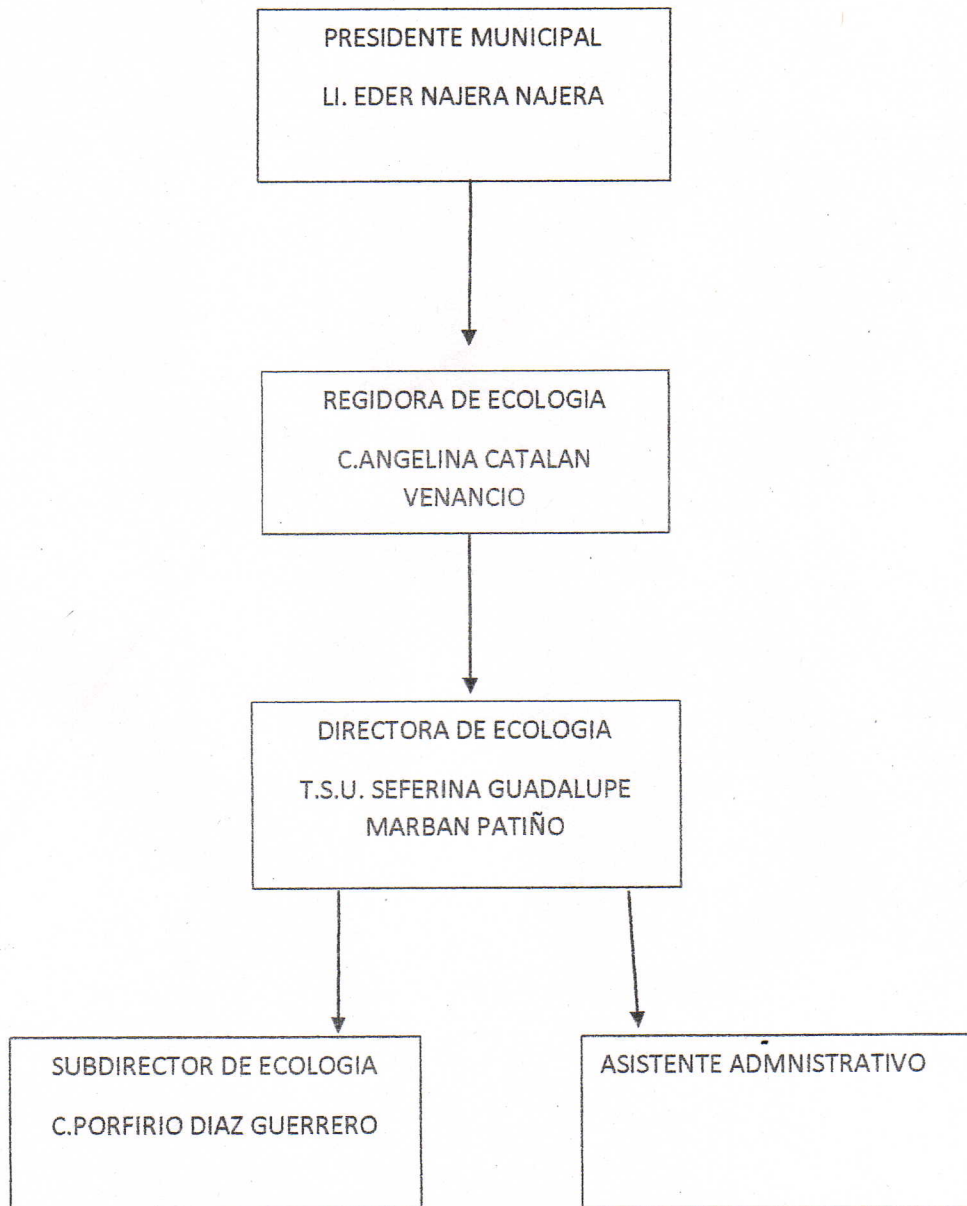 PRESIDENTE MUNICIPAL
LI. EDER NAJERA NAJERA
REGIDORA DE ECOLOGIA
C.ANGELINA CATALAN
VENANCIO
DIRECTORA DE ECOLOGIA
T.S.U. SEFERINA GUADALUPE
MARBAN PATIÑO
SUBDIRECTOR DE ECOLOGIA
C.PORFIRIO DIAZ GUERRERO
ASISTENTE ADMNISTRATIVO